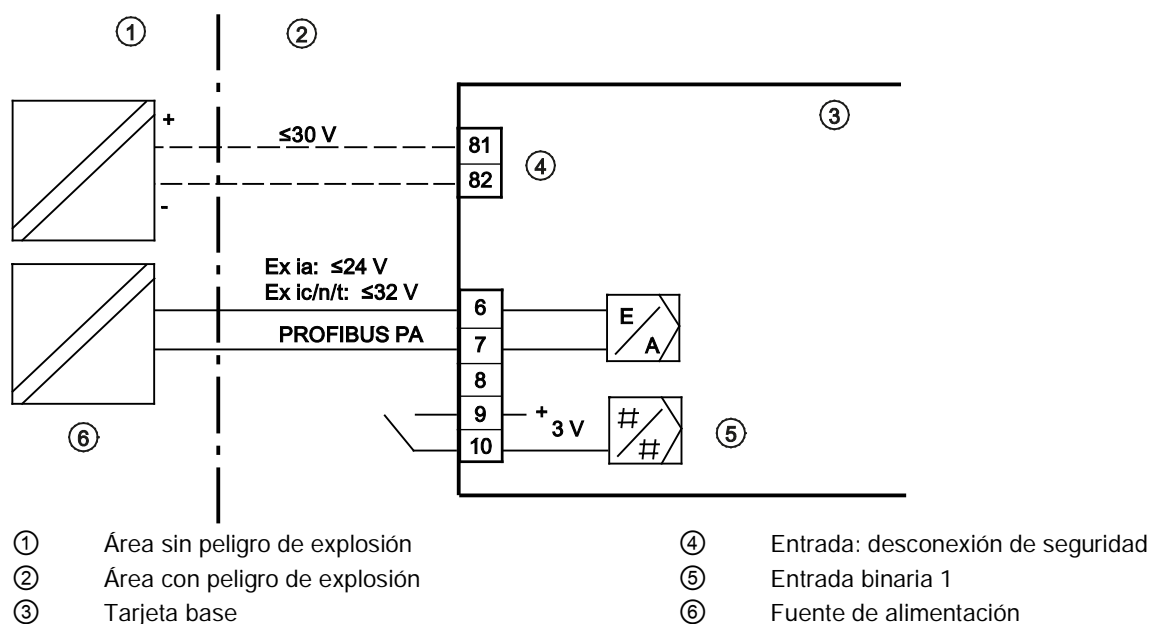 ① ②
③
+
≤30 V
81
④
82
-
Ex ia: ≤24 V
Ex ic/n/t: ≤32 V
6
E
A
PROFIBUS PA
7
8
9 + #
3 V
⑤
10 #
⑥
① Área sin peligro de explosión
② Área con peligro de explosión
③ Tarjeta base
④ Entrada: desconexión de seguridad
⑤ Entrada binaria 1
⑥ Fuente de alimentación